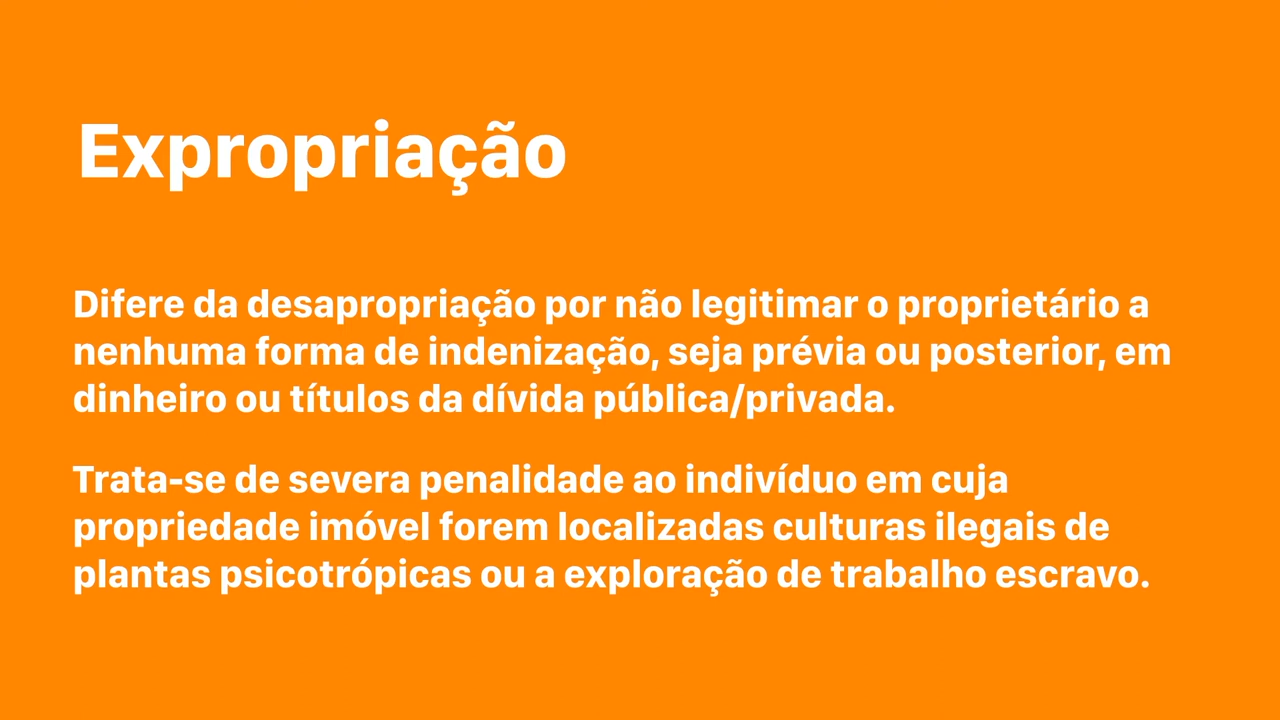 Expropriação
Difere da desapropriação por não legitimar o proprietário a
nenhuma forma de indenização, seja prévia ou posterior, em
dinheiro ou títulos da dívida pública/privada.
Trata-se de severa penalidade ao indivíduo em cuja
propriedade imóvel forem localizadas culturas ilegais de
plantas psicotrópicas ou a exploração de trabalho escravo.